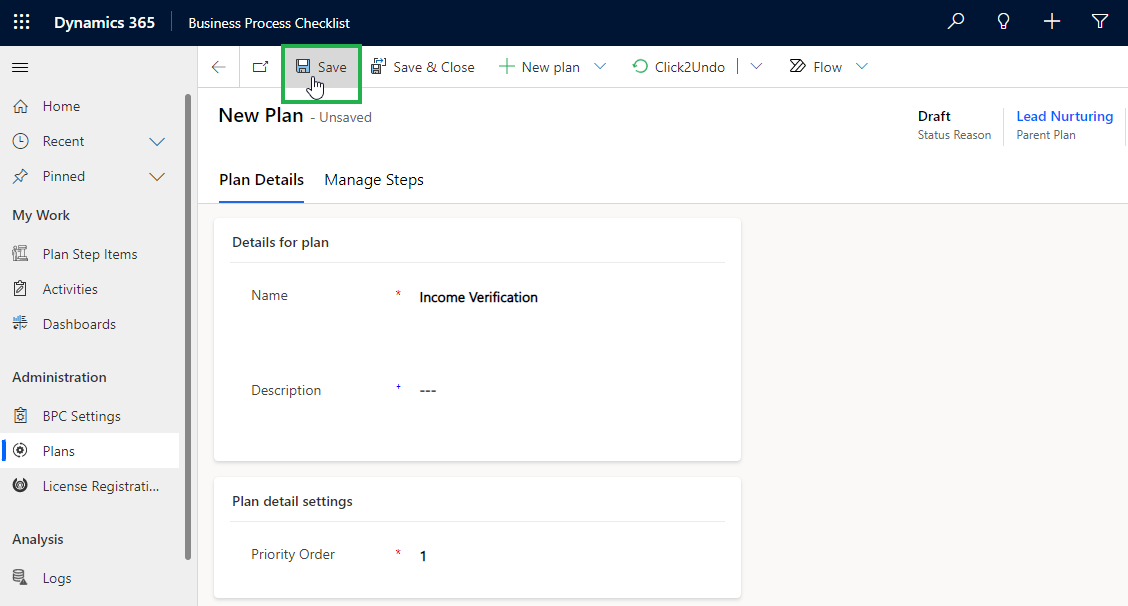 Dynamics 365 Business Process Checklist
Save Save & Close New plan Click2Undo Flow
Home
Recent
Pinned
My Work
Plan Step Items
Activities
Dashboards
Administration
BPC Settings
Plans
License Registrati...
Analysis
Logs
New Plan - Unsaved
Draft
Status Reason
Lead Nurturing
Parent Plan
Plan Details Manage Steps
Details for plan
Name * Income Verification
Description + ---
Plan detail settings
Priority Order * 1